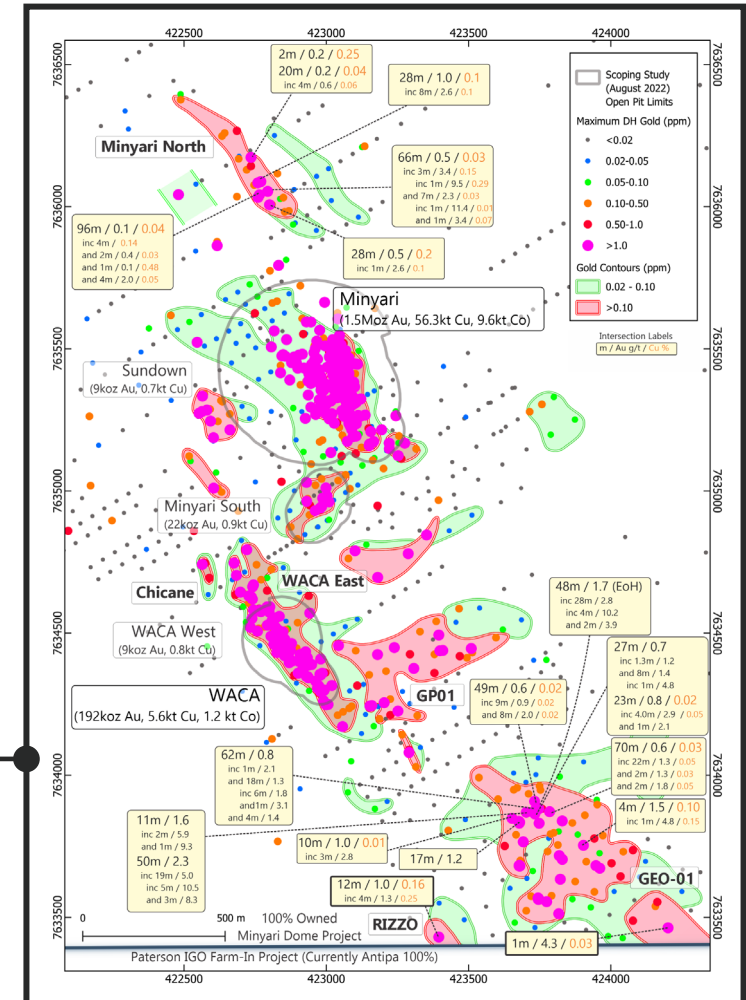 422500 423000 423500 424000
7636500
7636500
2m / 0.2 / 0.25
20m / 0.2 / 0.04
inc 4m / 0.6 / 0.06
28m / 1.0 / 0.1
inc 8m / 2.6 / 0.1
Scoping Study
(August 2022)
Open Pit Limits
Maximum DH Gold (ppm)
<0.02
0.02-0.05
0.05-0.10
0.10-0.50
0.50-1.0
>1.0
Gold Contours (ppm)
0.02 - 0.10
>0.10
Intersection Labels
m / Au g/t / Cu %
Minyari North
66m / 0.5 / 0.03
inc 3m / 3.4 / 0.15
inc 1m / 9.5 / 0.29
and 7m / 2.3 / 0.03
inc 1m / 11.4 / 0.01
and 1m / 3.4 / 0.07
7636000
7636000
96m / 0.1 / 0.04
inc 4m / 0.14
and 2m / 0.4 / 0.03
and 1m / 0.1 / 0.48
and 4m / 2.0 / 0.05
28m / 0.5 / 0.2
inc 1m / 2.6 / 0.1
Minyari
(1.5Moz Au, 56.3kt Cu, 9.6kt Co)
7635500
7635500
Sundown
(9koz Au, 0.7kt Cu)
7635000
7635000
Minyari South
(22koz Au, 0.9kt Cu)
Chicane
WACA East
48m / 1.7 (EoH)
inc 28m / 2.8
inc 4m / 10.2
and 2m / 3.9
7634500
7634500
WACA West
(9koz Au, 0.8kt Cu)
27m / 0.7
inc 1.3m / 1.2
and 8m / 1.4
inc 1m / 4.8
23m / 0.8 / 0.02
inc 4.0m / 2.9 / 0.05
and 1m / 2.1
WACA
(192koz Au, 5.6kt Cu, 1.2 kt Co)
GP01
49m / 0.6 / 0.02
inc 9m / 0.9 / 0.02
and 8m / 2.0 / 0.02
70m / 0.6 / 0.03
inc 22m / 1.3 / 0.05
and 2m / 1.3 / 0.03
and 2m / 1.8 / 0.05
62m / 0.8
inc 1m / 2.1
and 18m / 1.3
inc 6m / 1.8
and1m / 3.1
and 4m / 1.4
7634000
7634000
4m / 1.5 / 0.10
inc 1m / 4.8 / 0.15
11m / 1.6
inc 2m / 5.9
and 1m / 9.3
50m / 2.3
inc 19m / 5.0
inc 5m / 10.5
and 3m / 8.3
10m / 1.0 / 0.01
inc 3m / 2.8
17m / 1.2
12m / 1.0 / 0.16
inc 4m / 1.3 / 0.25
GEO-01
RIZZO
1m / 4.3 / 0.03
7633500
7633500
0 500 m 100% Owned
Minyari Dome Project
Paterson IGO Farm-In Project (Currently Antipa 100%)
422500 423000 423500 424000